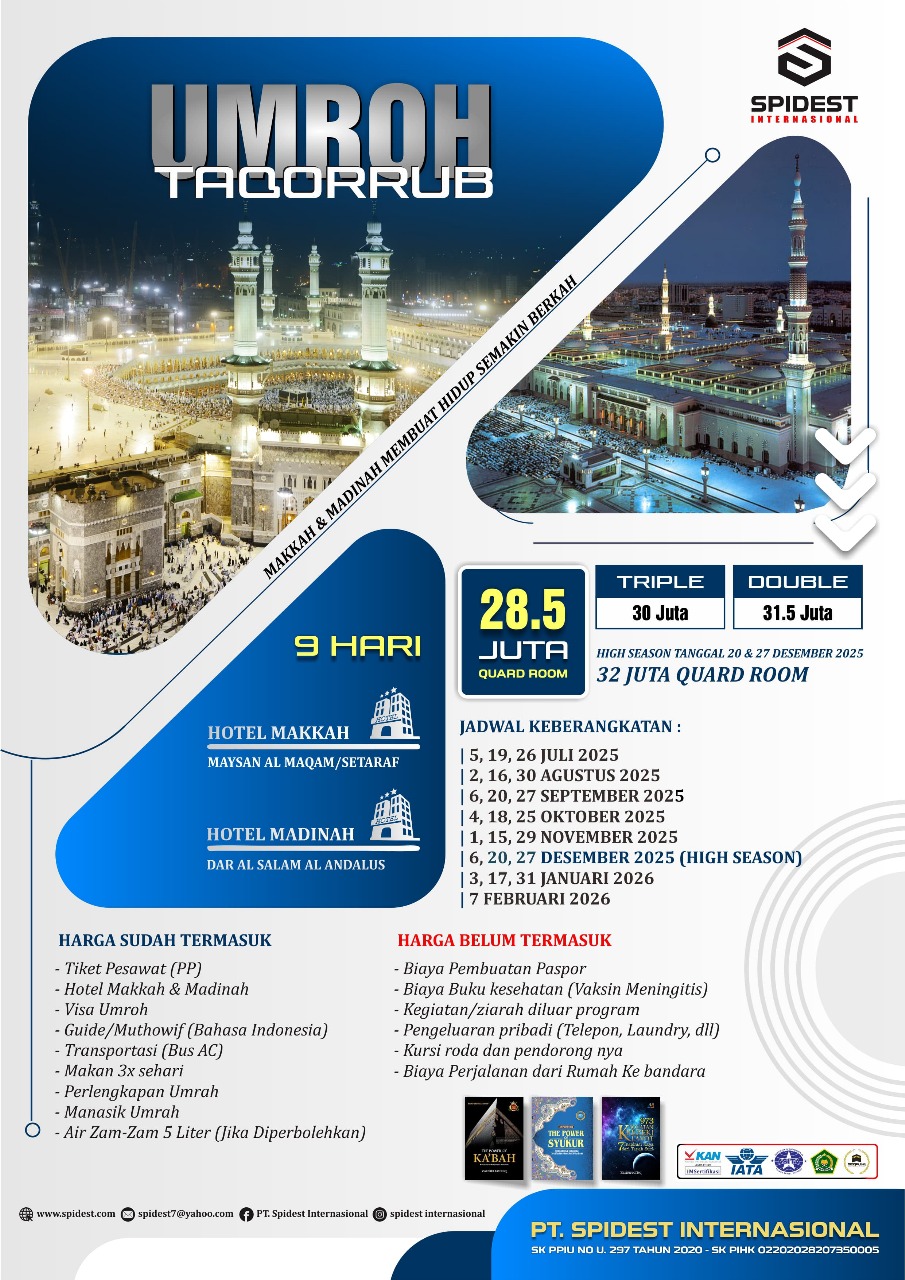 UMROH
TAQORRUB
SPIDEST
INTERNASIONAL
MAKKAH & MADINAH MEMBUAT HIDUP SEMAKIN BERKAH
9 HARI
HOTEL MAKKAH
HOTEL
MAYSAN AL MAQAM/SETARAF
HOTEL MADINAH
HOTEL
DAR AL SALAM AL ANDALUS
28.5
JUTA
QUARD ROOM
TRIPLE
30 Juta
DOUBLE
31.5 Juta
HIGH SEASON TANGGAL 20 & 27 DESEMBER 2025
32 JUTA QUARD ROOM
JADWAL KEBERANGKATAN :
| 5, 19, 26 JULI 2025
| 2, 16, 30 AGUSTUS 2025
| 6, 20, 27 SEPTEMBER 2025
| 4, 18, 25 OKTOBER 2025
| 1, 15, 29 NOVEMBER 2025
| 6, 20, 27 DESEMBER 2025 (HIGH SEASON)
| 3, 17, 31 JANUARI 2026
| 7 FEBRUARI 2026
HARGA SUDAH TERMASUK
- Tiket Pesawat (PP)
- Hotel Makkah & Madinah
- Visa Umroh
- Guide/Muthowif (Bahasa Indonesia)
- Transportasi (Bus AC)
- Makan 3x sehari
- Perlengkapan Umrah
- Manasik Umrah
- Air Zam-Zam 5 Liter (Jika Diperbolehkan)
HARGA BELUM TERMASUK
- Biaya Pembuatan Paspor
- Biaya Buku kesehatan (Vaksin Meningitis)
- Kegiatan/ziarah diluar program
- Pengeluaran pribadi (Telepon, Laundry, dll)
- Kursi roda dan pendorong nya
- Biaya Perjalanan dari Rumah Ke bandara
THE POWER OF
KA'BAH
THE POWER
SYUKUR
973
KAN
IMSertifikasi
IATA
www.spidest.com
spidest7@yahoo.com
PT. Spidest Internasional
spidest internasional
PT. SPIDEST INTERNASIONAL
SK PPIU NO U. 297 TAHUN 2020 - SK PIHK 02202028207350005